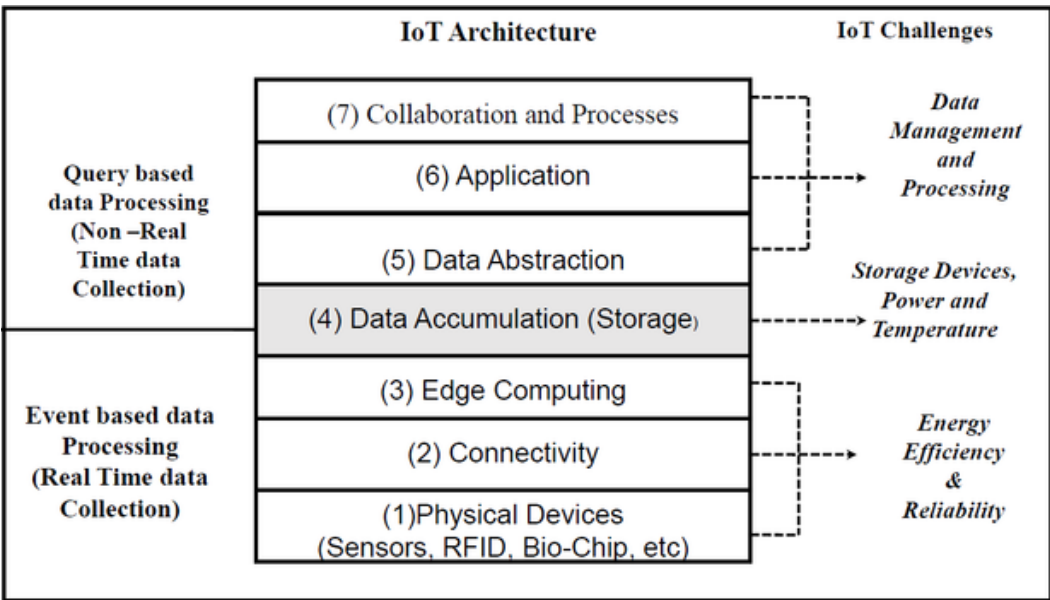 IoT Architecture
IoT Challenges
Query based
data Processing
(Non –Real
Time data
Collection)
Event based data
Processing
(Real Time data
Collection)
(7) Collaboration and Processes
(6) Application
(5) Data Abstraction
(4) Data Accumulation (Storage)
(3) Edge Computing
(2) Connectivity
(1)Physical Devices
(Sensors, RFID, Bio-Chip, etc)
Data
Management
and
Processing
Storage Devices,
Power and
Temperature
Energy
Efficiency
&
Reliability